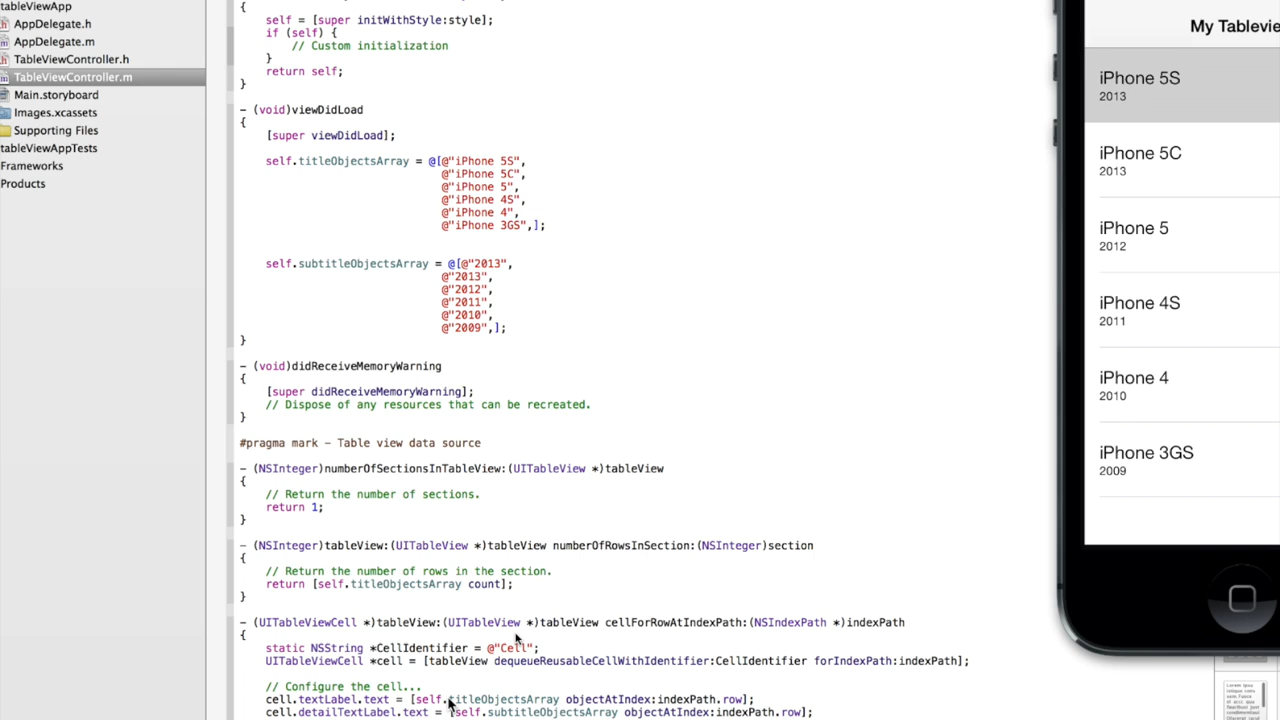 tableViewApp
AppDelegate.h
AppDelegate.m
TableViewController.h
TableViewController.m
Main.storyboard
Images.xcassets
Supporting Files
tableViewAppTests
Frameworks
Products
{
self = [super initWithStyle:style];
if (self) {
// Custom initialization
}
return self;
}
- (void)viewDidLoad
{
[super viewDidLoad];
self.titleObjectsArray = @[@"iPhone 5S",
@"iPhone 5C",
@"iPhone 5",
@"iPhone 4S",
@"iPhone 4",
@"iPhone 3GS",];
self.subtitleObjectsArray = @[@"2013",
@"2013",
@"2012",
@"2011",
@"2010",
@"2009",];
}
- (void)didReceiveMemoryWarning
{
[super didReceiveMemoryWarning];
// Dispose of any resources that can be recreated.
}
#pragma mark - Table view data source
- (NSInteger)numberOfSectionsInTableView:(UITableView *)tableView
{
// Return the number of sections.
return 1;
}
- (NSInteger)tableView:(UITableView *)tableView numberOfRowsInSection:(NSInteger)section
{
// Return the number of rows in the section.
return [self.titleObjectsArray count];
}
- (UITableViewCell *)tableView:(UITableView *)tableView cellForRowAtIndexPath:(NSIndexPath *)indexPath
{
static NSString *CellIdentifier = @"Cell";
UITableViewCell *cell = [tableView dequeueReusableCellWithIdentifier:CellIdentifier forIndexPath:indexPath];
// Configure the cell...
cell.textLabel.text = [self.titleObjectsArray objectAtIndex:indexPath.row];
cell.detailTextLabel.text = [self.subtitleObjectsArray objectAtIndex:indexPath.row];
My Tablevie
iPhone 5S
2013
iPhone 5C
2013
iPhone 5
2012
iPhone 4S
2011
iPhone 4
2010
iPhone 3GS
2009